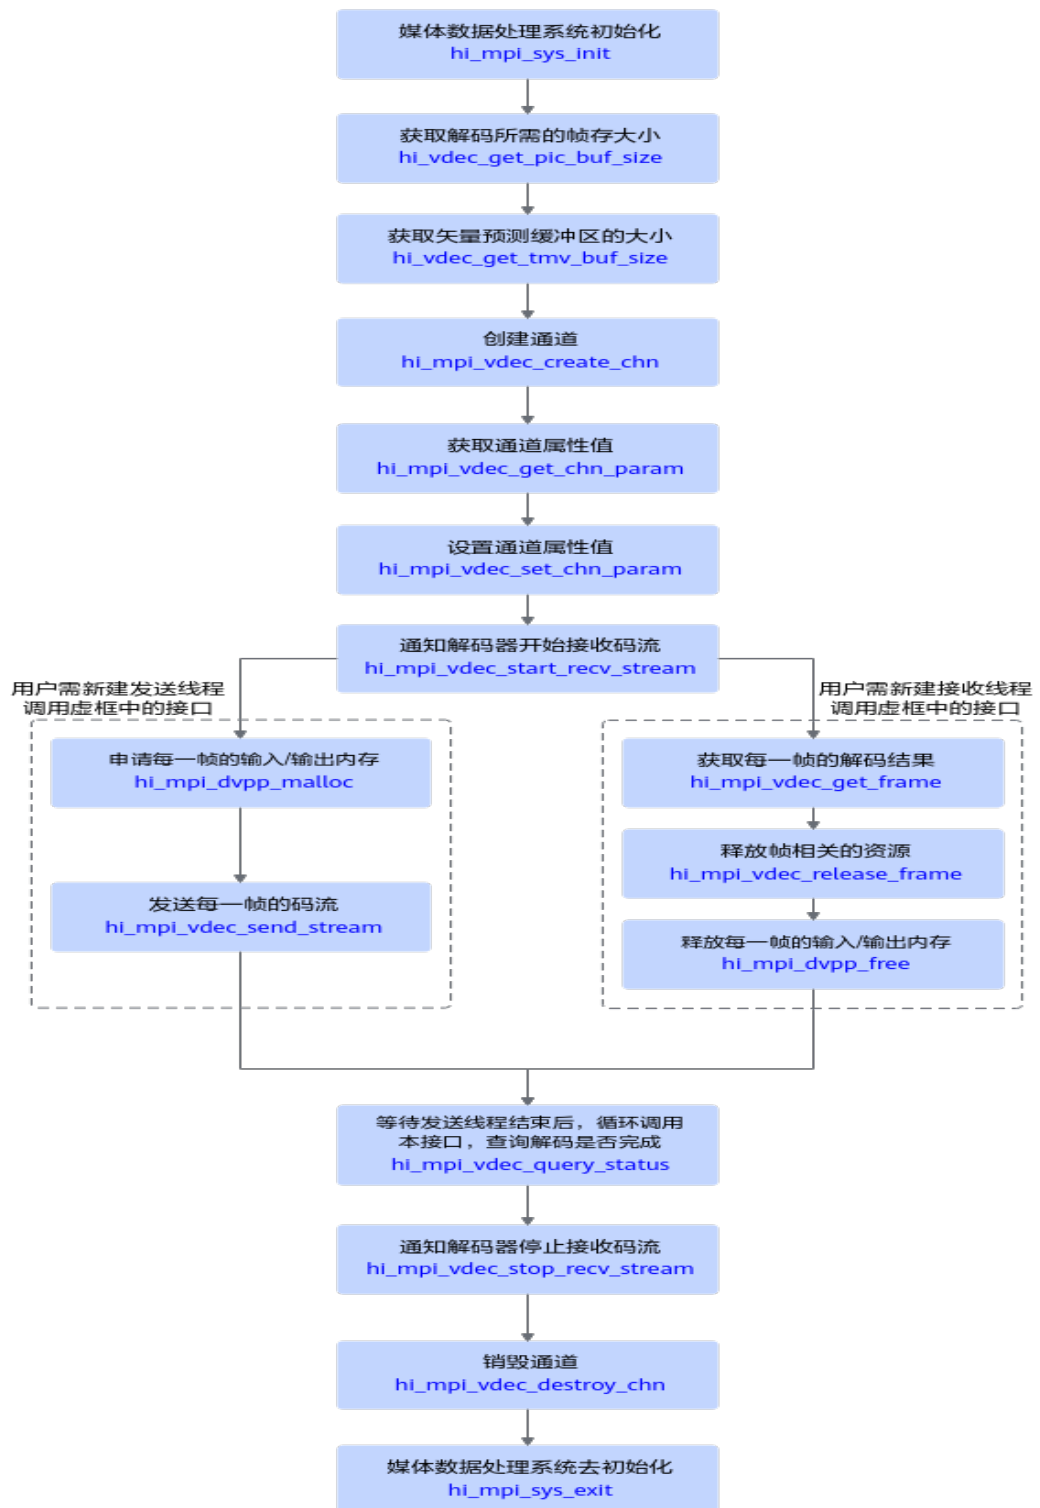 媒体数据处理系统初始化
hi_mpi_sys_init
获取解码所需的帧存大小
hi_vdec_get_pic_buf_size
获取矢量预测缓冲区的大小
hi_vdec_get_tmv_buf_size
创建通道
hi_mpi_vdec_create_chn
获取通道属性值
hi_mpi_vdec_get_chn_param
设置通道属性值
hi_mpi_vdec_set_chn_param
通知解码器开始接收码流
hi_mpi_vdec_start_recv_stream
用户需新建发送线程
调用虚框中的接口
申请每一帧的输入/输出内存
hi_mpi_dvpp_malloc
发送每一帧的码流
hi_mpi_vdec_send_stream
用户需新建接收线程
调用虚框中的接口
获取每一帧的解码结果
hi_mpi_vdec_get_frame
释放帧相关的资源
hi_mpi_vdec_release_frame
释放每一帧的输入/输出内存
hi_mpi_dvpp_free
等待发送线程结束后，循环调用
本接口，查询解码是否完成
hi_mpi_vdec_query_status
通知解码器停止接收码流
hi_mpi_vdec_stop_recv_stream
销毁通道
hi_mpi_vdec_destroy_chn
媒体数据处理系统去初始化
hi_mpi_sys_exit